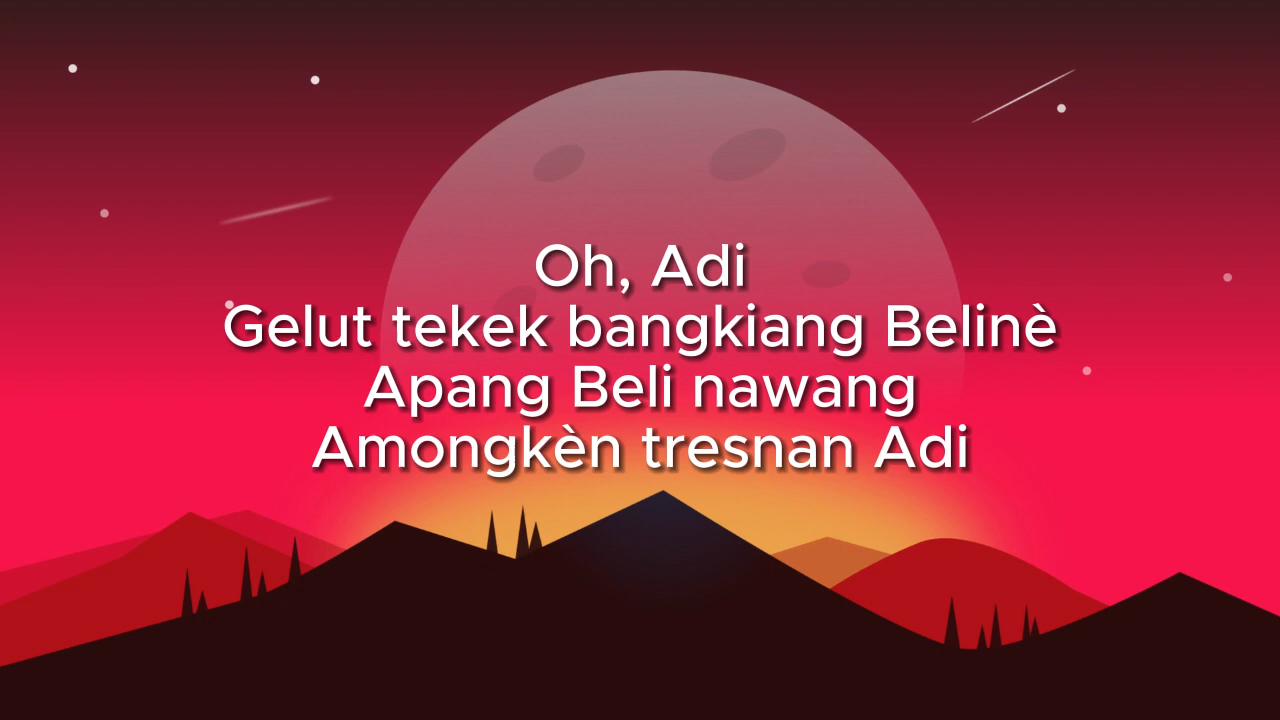 Oh, Adi
Gelut tekek bangkiang Belinè
Apang Beli nawang
Amongkèn tresnan Adi